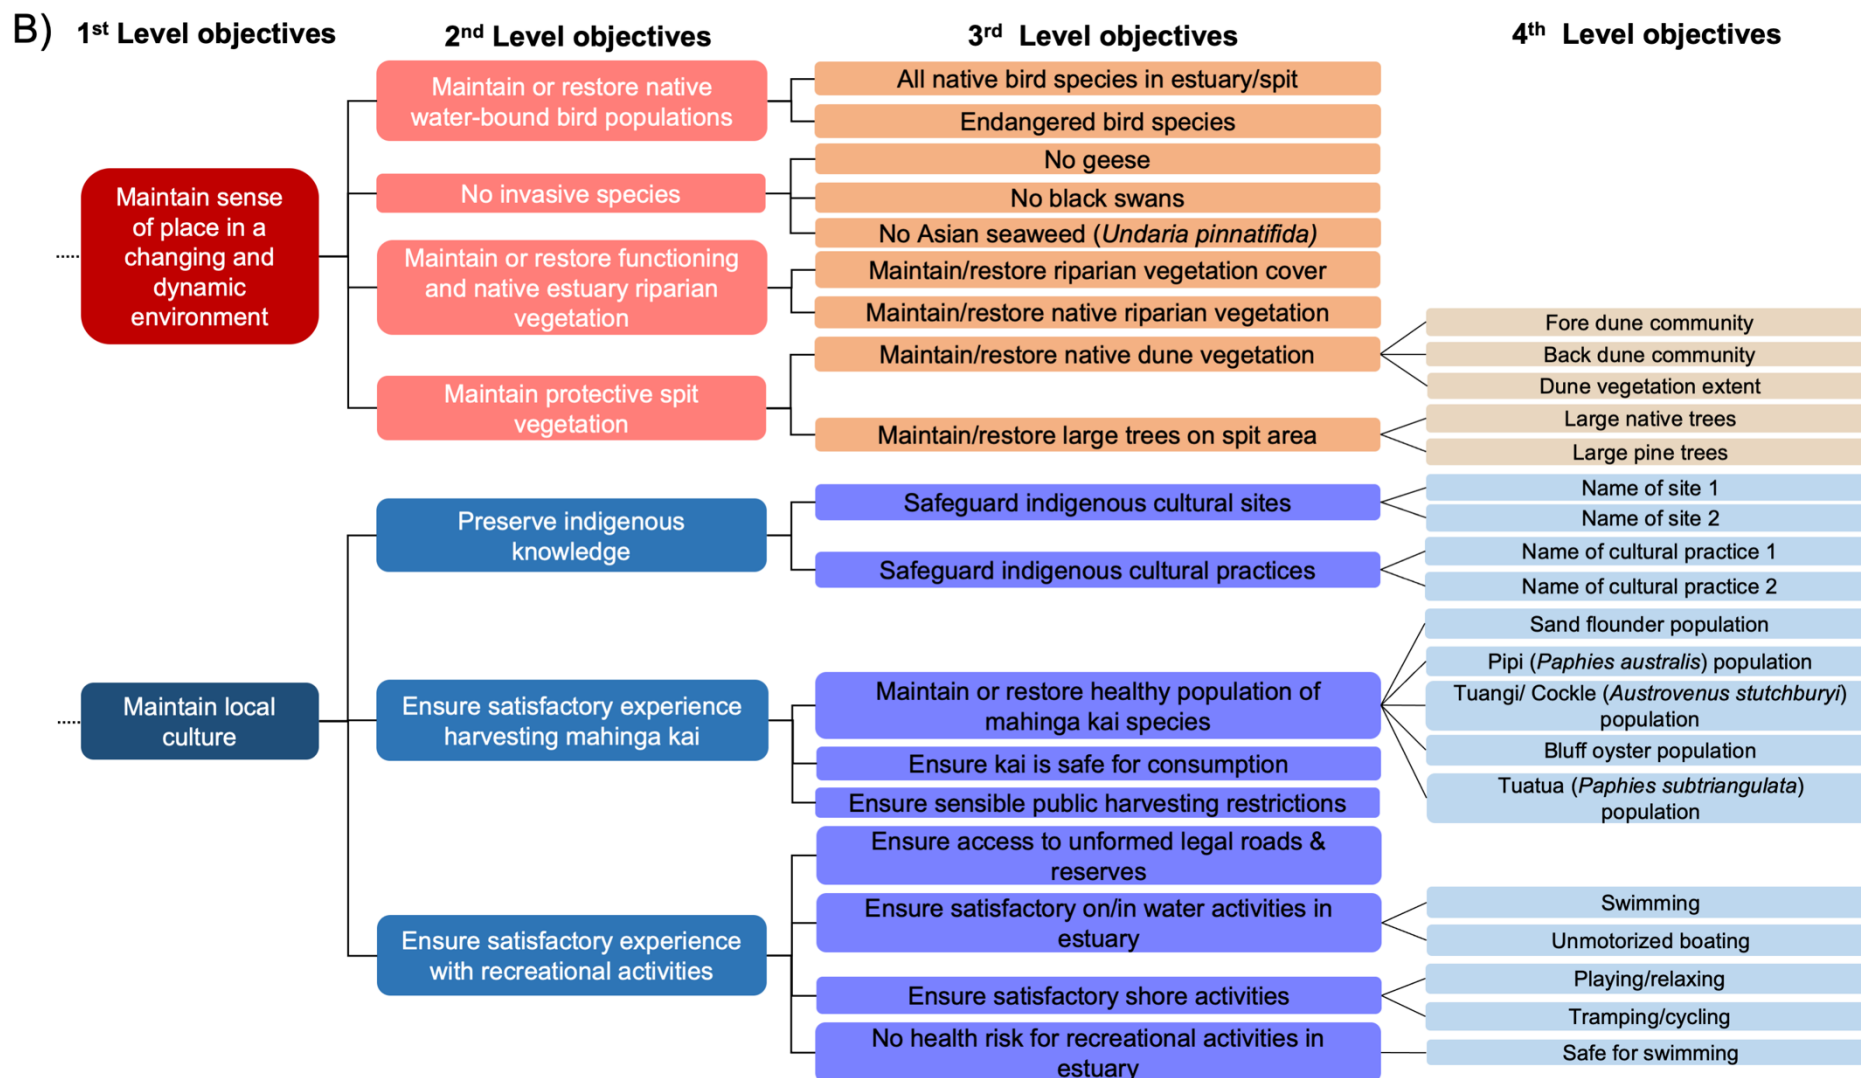 B)
1st Level objectives
2nd Level objectives
3rd Level objectives
4th Level objectives
Maintain sense
of place in a
changing and
dynamic
environment
Maintain or restore native
water-bound bird populations
All native bird species in estuary/spit
Endangered bird species
No invasive species
No geese
No black swans
No Asian seaweed (Undaria pinnatifida)
Maintain or restore functioning
and native estuary riparian
vegetation
Maintain/restore riparian vegetation cover
Maintain/restore native riparian vegetation
Maintain protective spit
vegetation
Maintain/restore native dune vegetation
Fore dune community
Back dune community
Dune vegetation extent
Maintain/restore large trees on spit area
Large native trees
Large pine trees
Maintain local
culture
Preserve indigenous
knowledge
Safeguard indigenous cultural sites
Name of site 1
Name of site 2
Safeguard indigenous cultural practices
Name of cultural practice 1
Name of cultural practice 2
Ensure satisfactory experience
harvesting mahinga kai
Maintain or restore healthy population of
mahinga kai species
Sand flounder population
Pipi (Paphies australis) population
Tuangi/ Cockle (Austrovenus stutchburyi)
population
Bluff oyster population
Tuatua (Paphies subtriangulata)
population
Ensure kai is safe for consumption
Ensure sensible public harvesting restrictions
Ensure satisfactory experience
with recreational activities
Ensure access to unformed legal roads &
reserves
Ensure satisfactory on/in water activities in
estuary
Swimming
Unmotorized boating
Ensure satisfactory shore activities
Playing/relaxing
Tramping/cycling
No health risk for recreational activities in
estuary
Safe for swimming